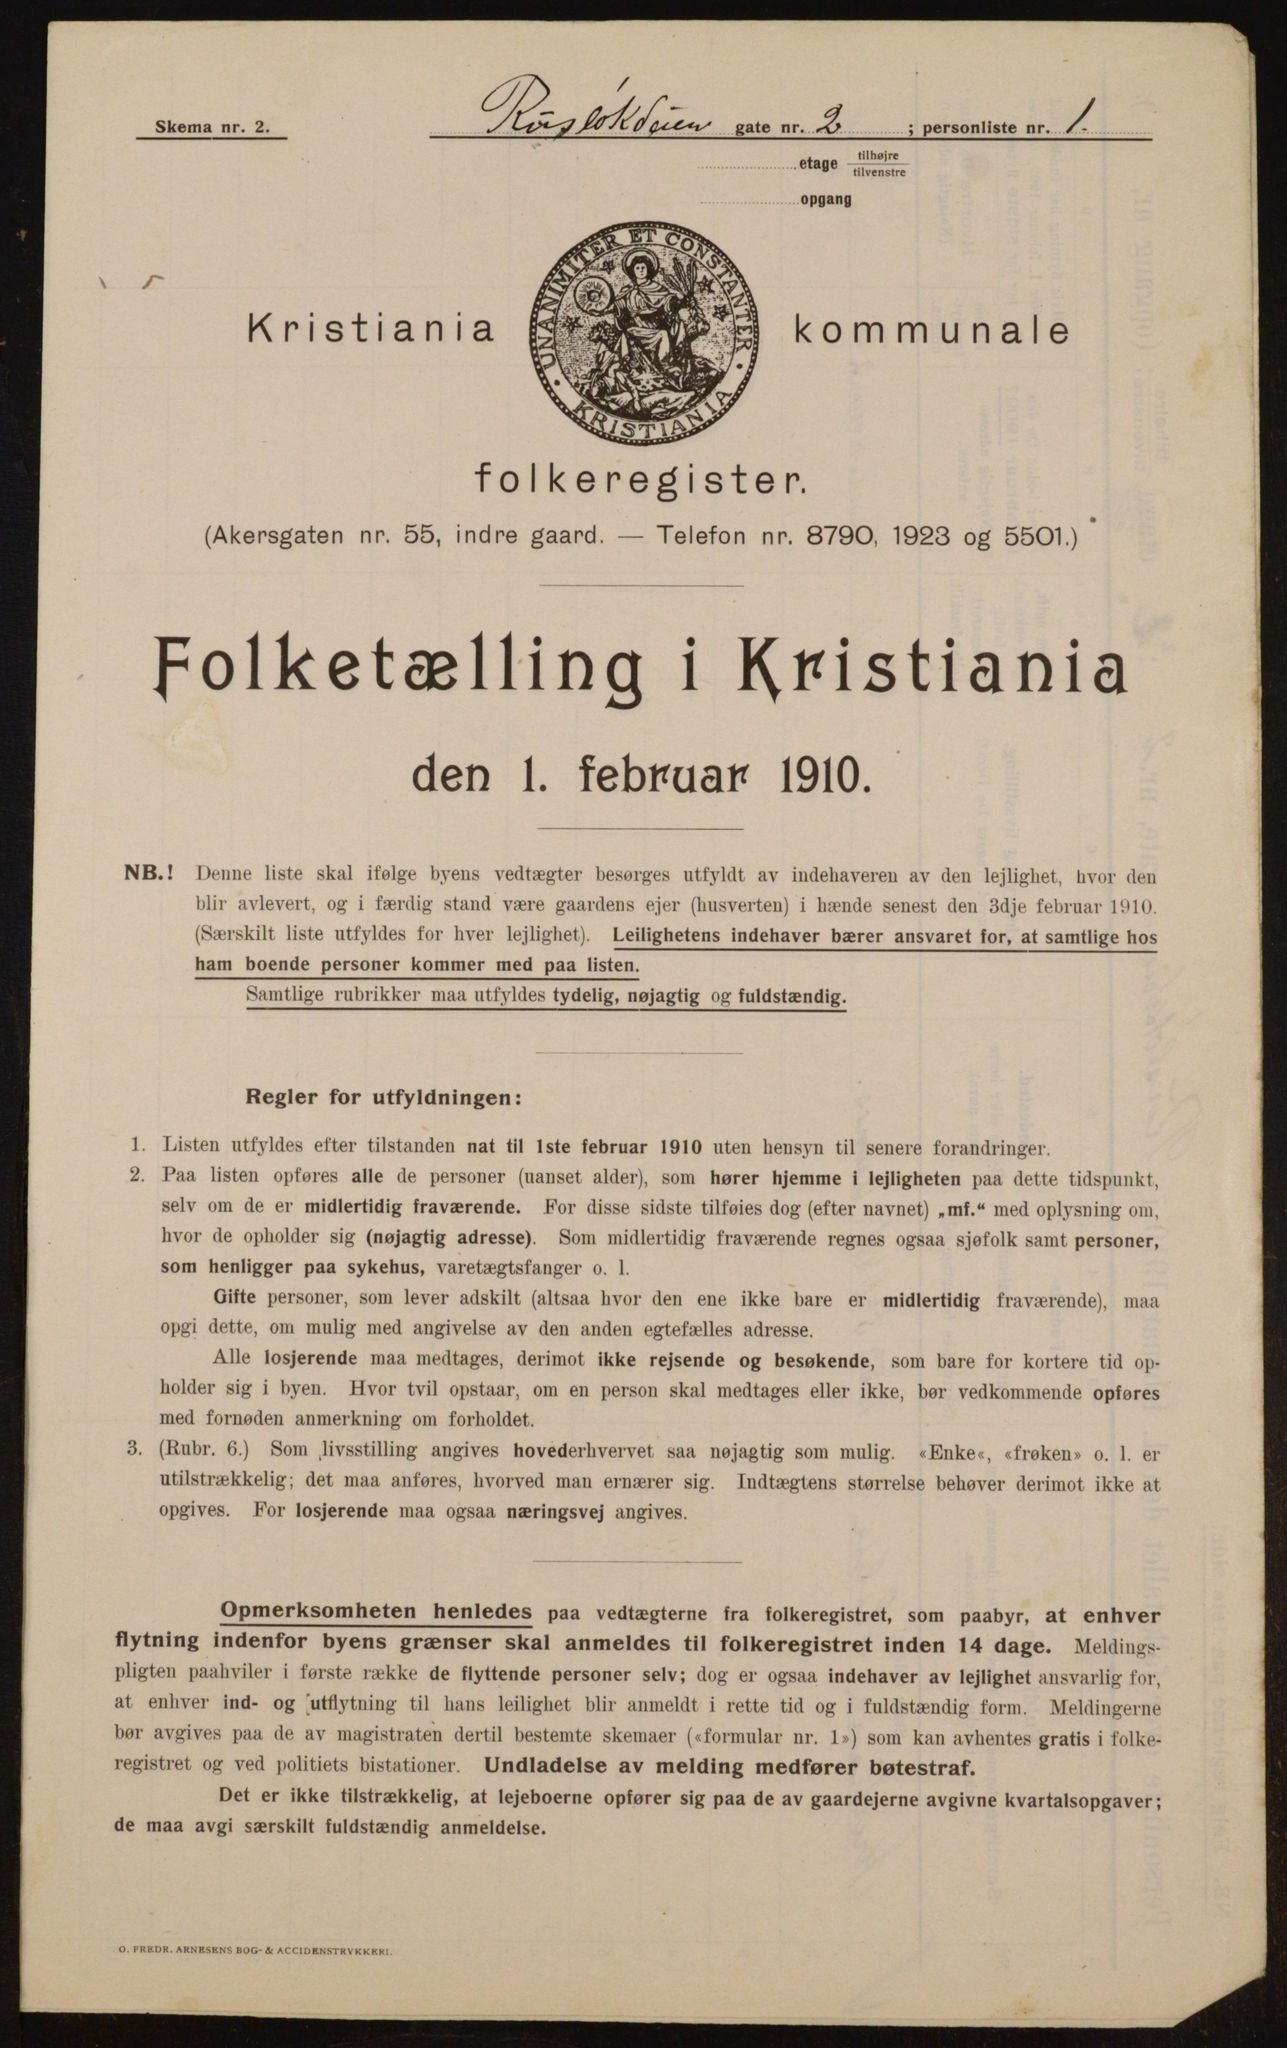 Skema nr. 2.
Ruseløkveien gate nr. 2 ; personliste nr. 1.
etage tilhøjre
tilvenstre
opgang
UNANIMITER ET CONSTANTER
KRISTIANIA
Kristiania kommunale
folkeregister.
(Akersgaten nr. 55, indre gaard. — Telefon nr. 8790, 1923 og 5501.)
Folketælling i Kristiania
den 1. februar 1910.
NB.! Denne liste skal ifølge byens vedtægter besørges utfyldt av indehaveren av den lejlighet, hvor den
blir avlevert, og i færdig stand være gaardens ejer (husverten) i hænde senest den 3dje februar 1910.
(Særskilt liste utfyldes for hver lejlighet). Leilighetens indehaver bærer ansvaret for, at samtlige hos
ham boende personer kommer med paa listen.
Samtlige rubrikker maa utfyldes tydelig, nøjagtig og fuldstændig.
Regler for utfyldningen:
1. Listen utfyldes efter tilstanden nat til 1ste februar 1910 uten hensyn til senere forandringer.
2. Paa listen opføres alle de personer (uanset alder), som hører hjemme i lejligheten paa dette tidspunkt,
selv om de er midlertidig fraværende. For disse sidste tilføies dog (efter navnet) „mf.“ med oplysning om,
hvor de opholder sig (nøjagtig adresse). Som midlertidig fraværende regnes ogsaa sjøfolk samt personer,
som henligger paa sykehus, varetægtsfanger o. l.
Gifte personer, som lever adskilt (altsaa hvor den ene ikke bare er midlertidig fraværende), maa
opgi dette, om mulig med angivelse av den anden egtefælles adresse.
Alle losjerende maa medtages, derimot ikke rejsende og besøkende, som bare for kortere tid op-
holder sig i byen. Hvor tvil opstaar, om en person skal medtages eller ikke, bør vedkommende opføres
med fornøden anmerkning om forholdet.
3. (Rubr. 6.) Som livsstilling angives hovederhvervet saa nøjagtig som mulig. «Enke«, «frøken» o. l. er
utilstrækkelig; det maa anføres, hvorved man ernærer sig. Indtægtens størrelse behøver derimot ikke at
opgives. For losjerende maa ogsaa næringsvej angives.
Opmerksomheten henledes paa vedtægterne fra folkeregistret, som paabyr, at enhver
flytning indenfor byens grænser skal anmeldes til folkeregistret inden 14 dage. Meldings-
pligten paahviler i første række de flyttende personer selv; dog er ogsaa indehaver av lejlighet ansvarlig for,
at enhver ind- og utflytning til hans leilighet blir anmeldt i rette tid og i fuldstændig form. Meldingerne
bør avgives paa de av magistraten dertil bestemte skemaer («formular nr. 1») som kan avhentes gratis i folke-
registret og ved politiets bistationer. Undladelse av melding medfører bøtestraf.
Det er ikke tilstrækkelig, at lejeboerne opfører sig paa de av gaardejerne avgivne kvartalsopgaver;
de maa avgi særskilt fuldstændig anmeldelse.
O. FREDR. ARNESENS BOG- & ACCIDENSTRYKKERI.